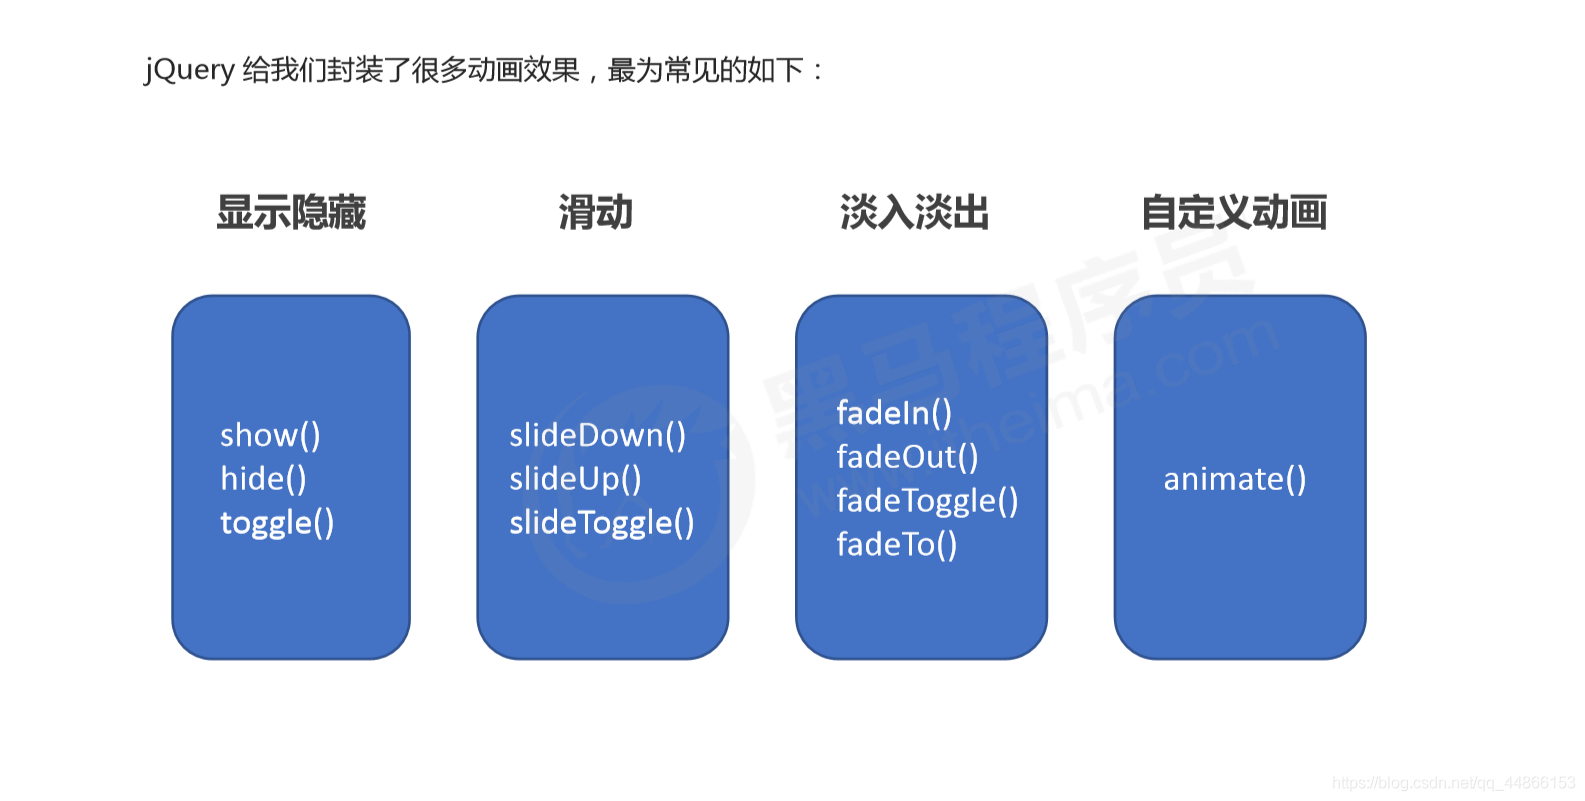 jQuery 给我们封装了很多动画效果，最为常见的如下：
显示隐藏
滑动
淡入淡出
自定义动画
show()
hide()
toggle()
slideDown()
slideUp()
slideToggle()
fadeIn()
fadeOut()
fadeToggle()
fadeTo()
animate()
黑马程序员
www.itheima.com
https://blog.csdn.net/qq_44866153